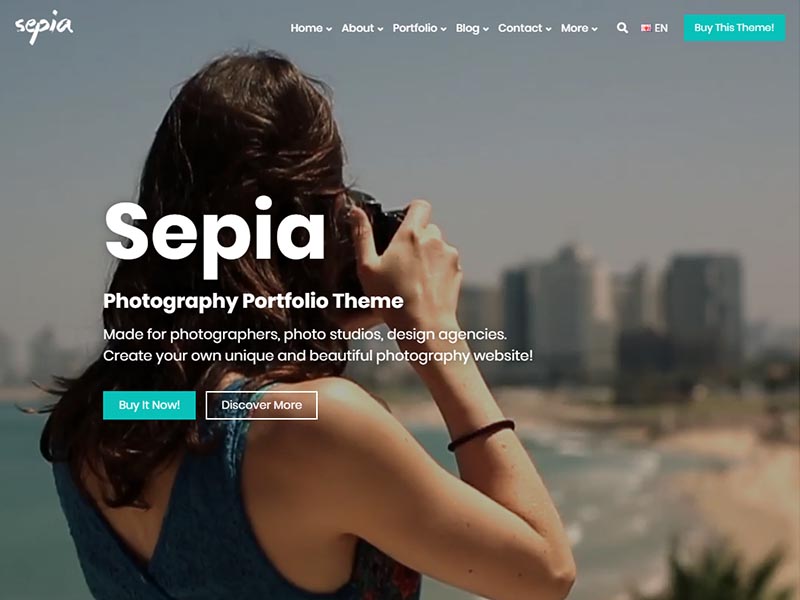 sepia
Home About Portfolio Blog Contact More EN Buy This Theme!
Sepia
Photography Portfolio Theme
Made for photographers, photo studios, design agencies.
Create your own unique and beautiful photography website!
Buy It Now! Discover More